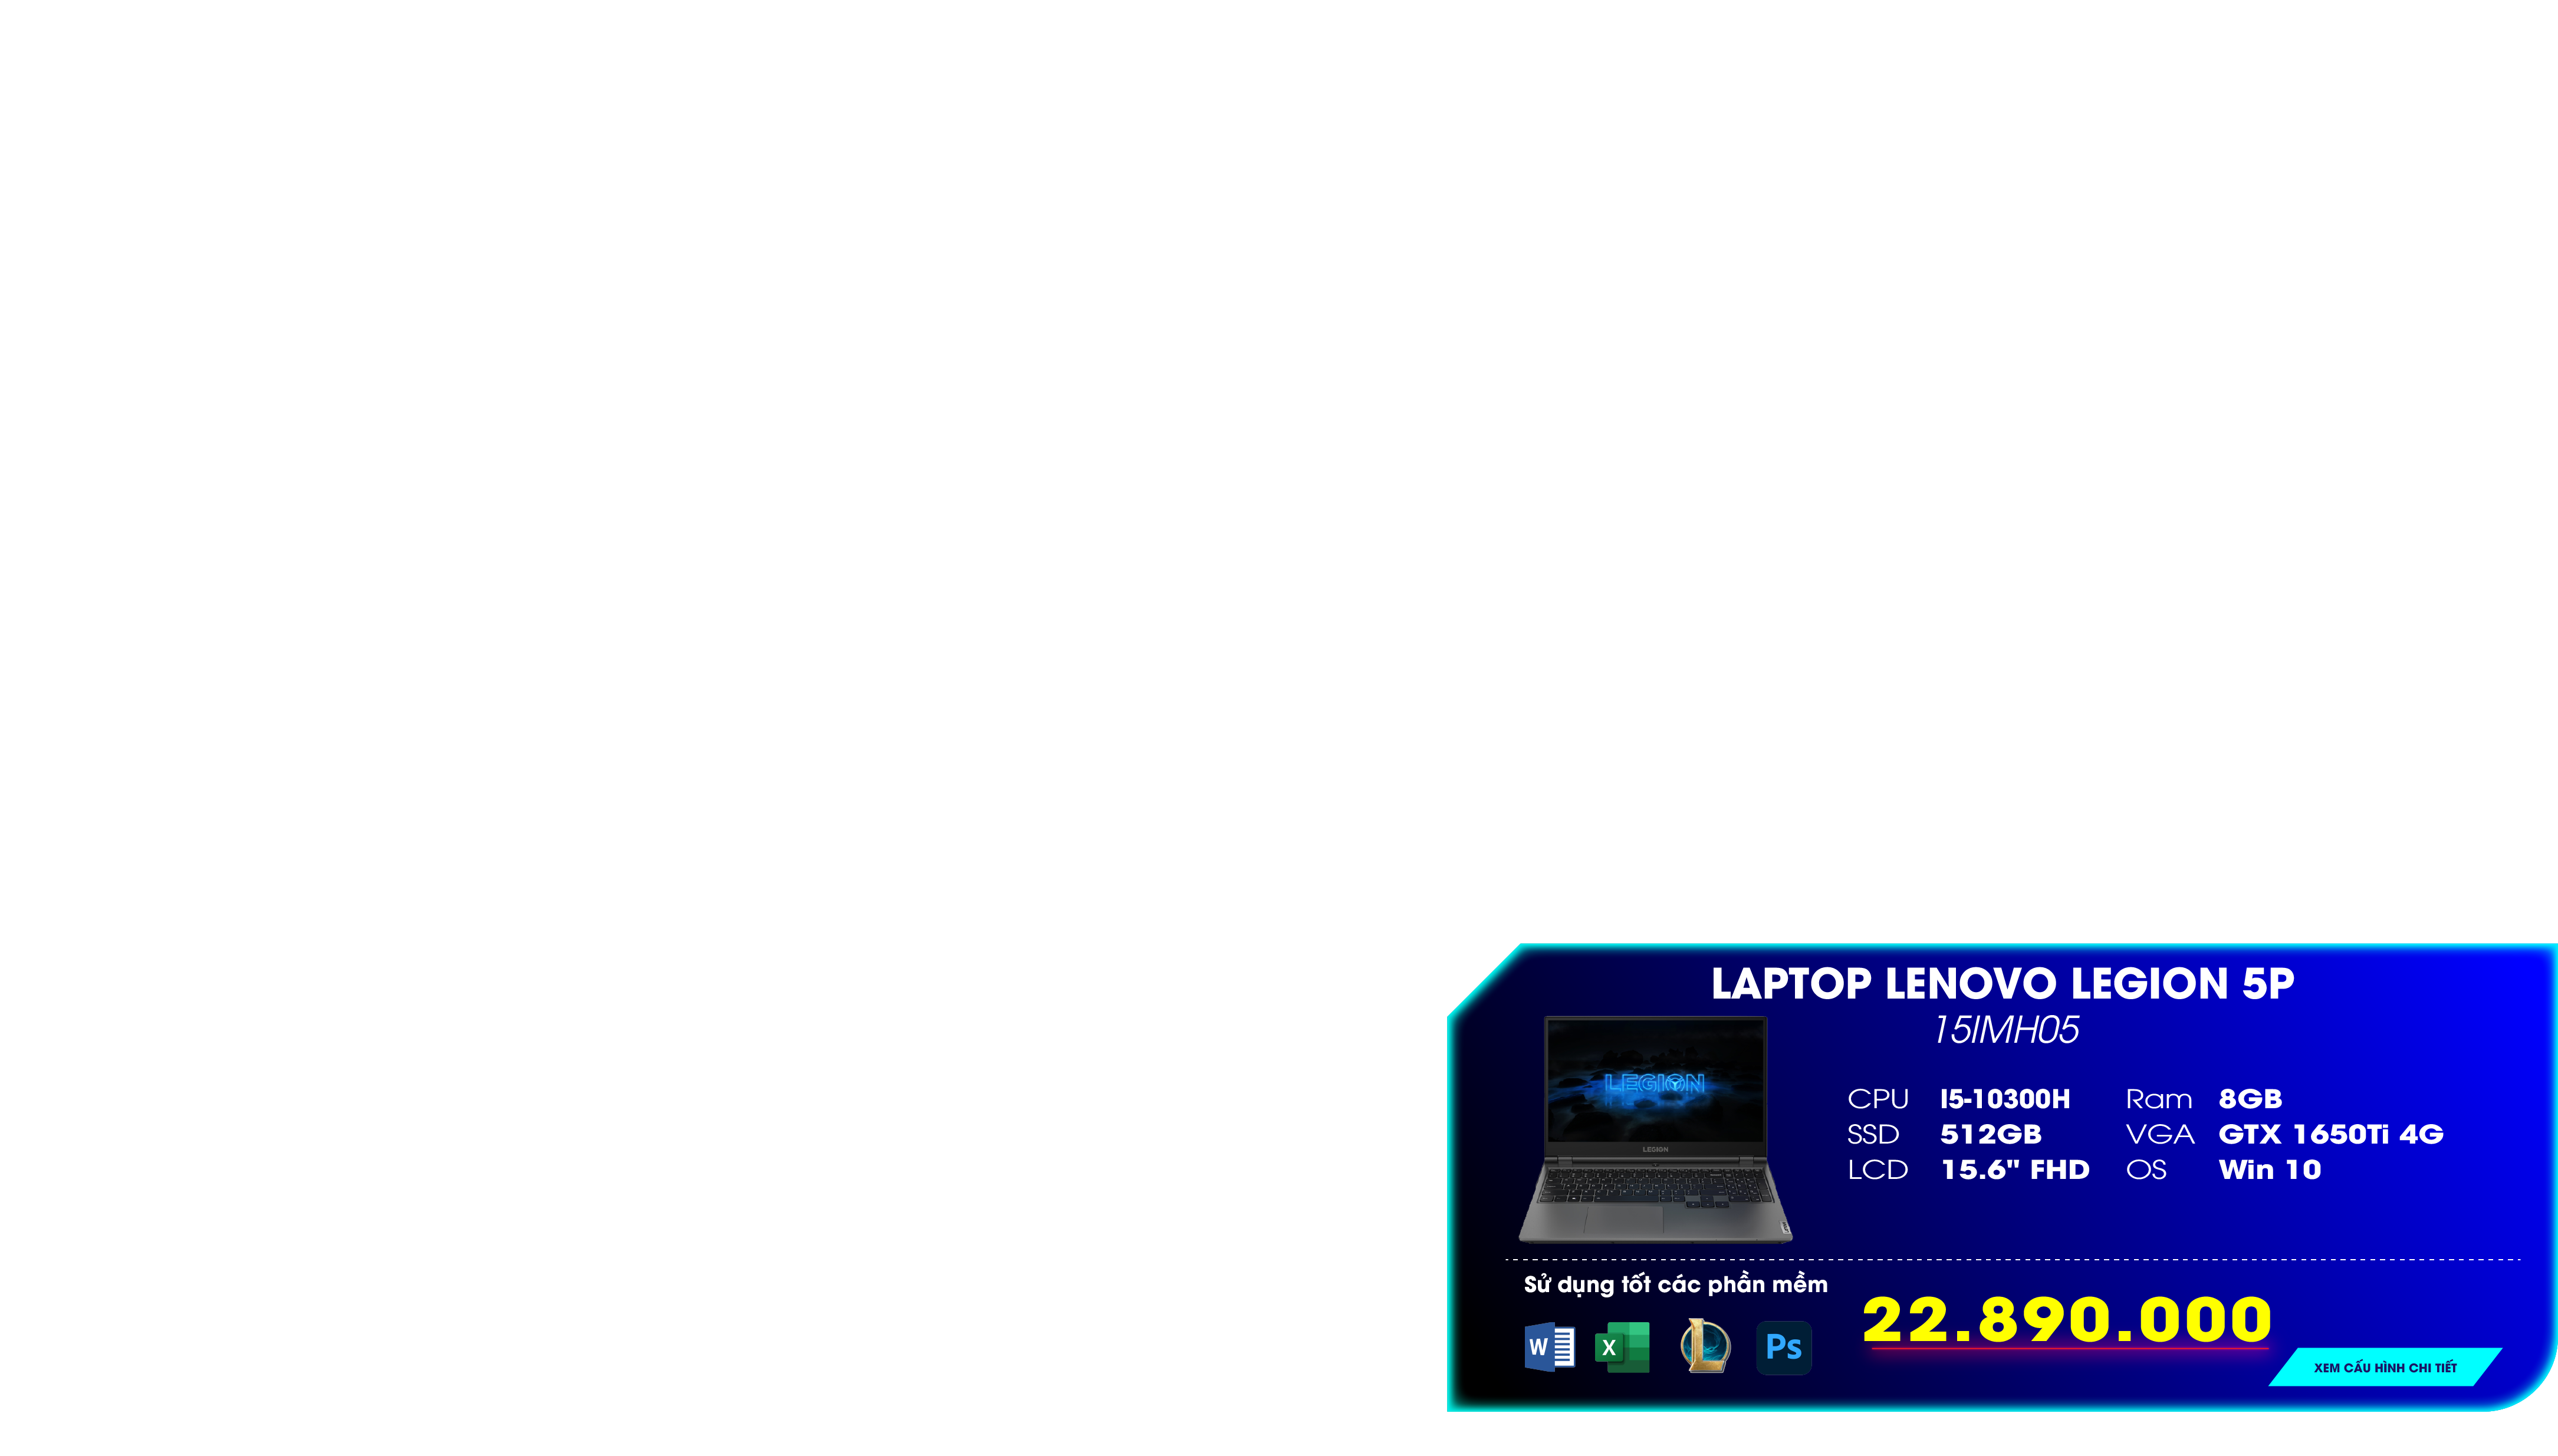 LAPTOP LENOVO LEGION 5P
15IMH05
LEGION
LEGION
CPU I5-10300H Ram 8GB
SSD 512GB VGA GTX 1650Ti 4G
LCD 15.6" FHD OS Win 10
Sử dụng tốt các phần mềm
22.890.000
W X L Ps
XEM CẤU HÌNH CHI TIẾT